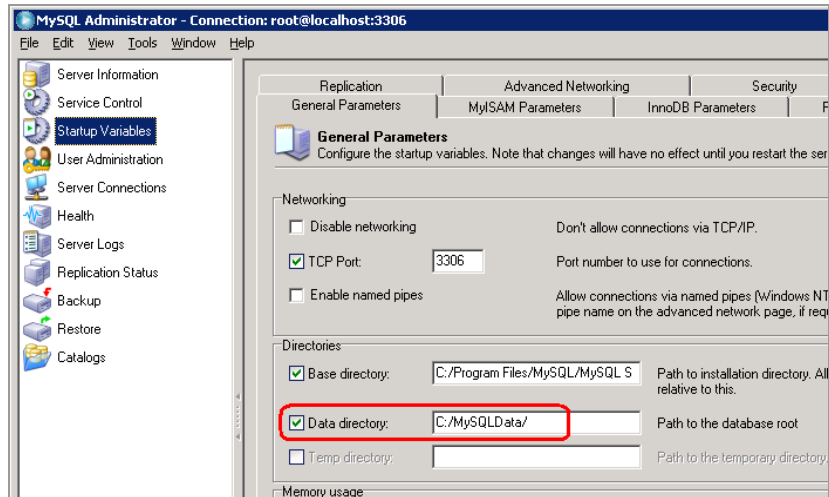 MySQL Administrator - Connection: root@localhost:3306
File Edit View Tools Window Help
Server Information
Service Control
Startup Variables
User Administration
Server Connections
Health
Server Logs
Replication Status
Backup
Restore
Catalogs
Replication Advanced Networking Security
General Parameters MyISAM Parameters InnoDB Parameters
General Parameters
Configure the startup variables. Note that changes will have no effect until you restart the ser
Networking
Disable networking Don't allow connections via TCP/IP.
TCP Port: 3306 Port number to use for connections.
Enable named pipes Allow connections via named pipes (Windows NT
pipe name on the advanced network page, if requ
Directories
Base directory: C:/Program Files/MySQL/MySQL S Path to installation directory. All
relative to this.
Data directory: C:/MySQLData/ Path to the database root
Temp directory: Path to the temporary directory.
Memory usage